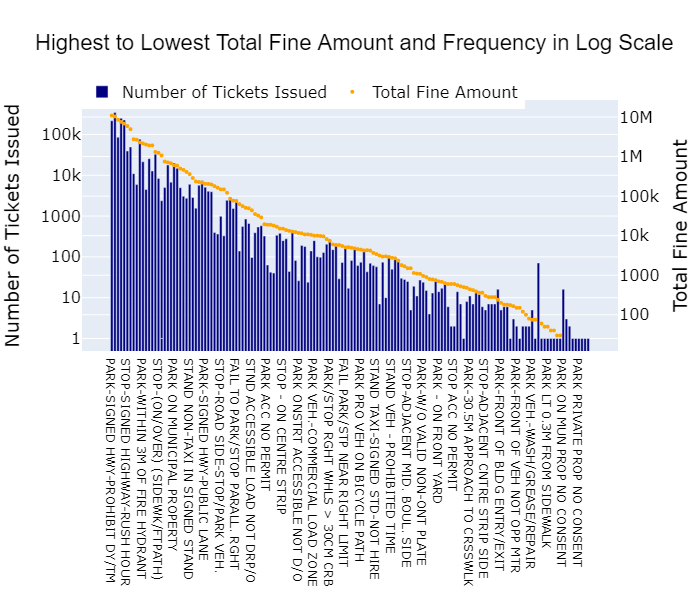 Highest to Lowest Total Fine Amount and Frequency in Log Scale
Number of Tickets Issued
Total Fine Amount
Number of Tickets Issued
100k
10k
1000
100
10
1
10M
1M
100k
10k
1000
100
Total Fine Amount
PARK-SIGNED HWY-PROHIBIT DY/TM
STOP-SIGNED HIGHWAY-RUSH HOUR
PARK-WITHIN 3M OF FIRE HYDRANT
STOP-(ON/OVER) (SIDEWK/FTPATH)
PARK ON MUNICIPAL PROPERTY
STAND NON-TAXI IN SIGNED STAND
PARK-SIGNED HWY-PUBLIC LANE
STOP-ROAD SIDE-STOP/PARK VEH.
FAIL TO PARK/STOP PARALL. RGHT
STND ACCESSIBLE LOAD NOT DRP/O
PARK ACC NO PERMIT
STOP - ON CENTRE STRIP
PARK ONSTRT ACCESSIBLE NOT D/O
PARK VEH.-COMMERCIAL LOAD ZONE
PARK/STOP RGHT WHLS > 30CM CRB
FAIL PARK/STP NEAR RIGHT LIMIT
PARK PRO VEH ON BICYCLE PATH
STAND TAXI-SIGNED STD-NOT HIRE
STAND VEH - PROHIBITED TIME
STOP-ADJACENT MID. BOUL. SIDE
PARK-W/O VALID NON-ONT PLATE
PARK - ON FRONT YARD
STOP ACC NO PERMIT
PARK-30.5M APPROACH TO CRSSWLK
STOP-ADJACENT CNTRE STRIP SIDE
PARK-FRONT OF BLDG ENTRY/EXIT
PARK-FRONT OF VEH NOT OPP MTR
PARK VEH.-WASH/GREASE/REPAIR
PARK LT 0.3M FROM SIDEWALK
PARK ON MUN PROP NO CONSENT
PARK PRIVATE PROP NO CONSENT